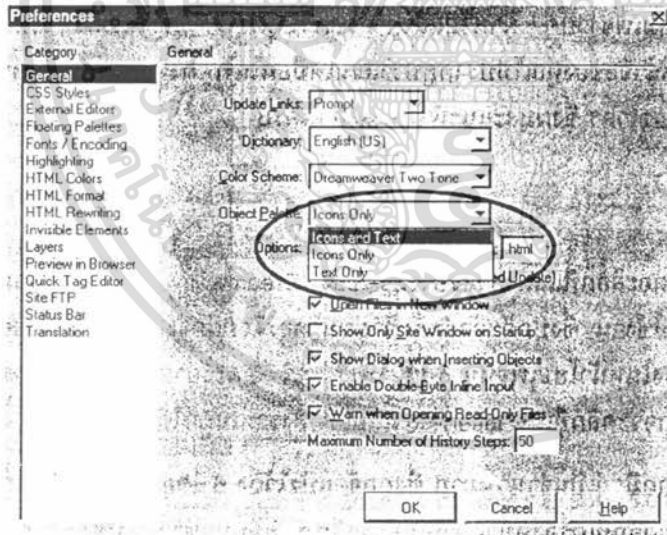 Preferences
Category
General
General
CSS Styles
External Editors
Floating Palettes
Fonts / Encoding
Highlighting
HTML Colors
HTML Format
HTML Rewriting
Invisible Elements
Layers
Preview in Browser
Quick Tag Editor
Site FTP
Status Bar
Translation
Update Links: Prompt
Dictionary: English (US)
Color Scheme: Dreamweaver Two Tone
Object Palette: Icons Only
Icons and Text
Icons Only
Text Only
Options:
.html
ed Update)
Open Files in New Window
Show Only Site Window on Startup
Show Dialog when Inserting Objects
Enable Double-Byte Inline Input
Warn when Opening Read-Only Files
Maximum Number of History Steps: 50
OK
Cancel
Help